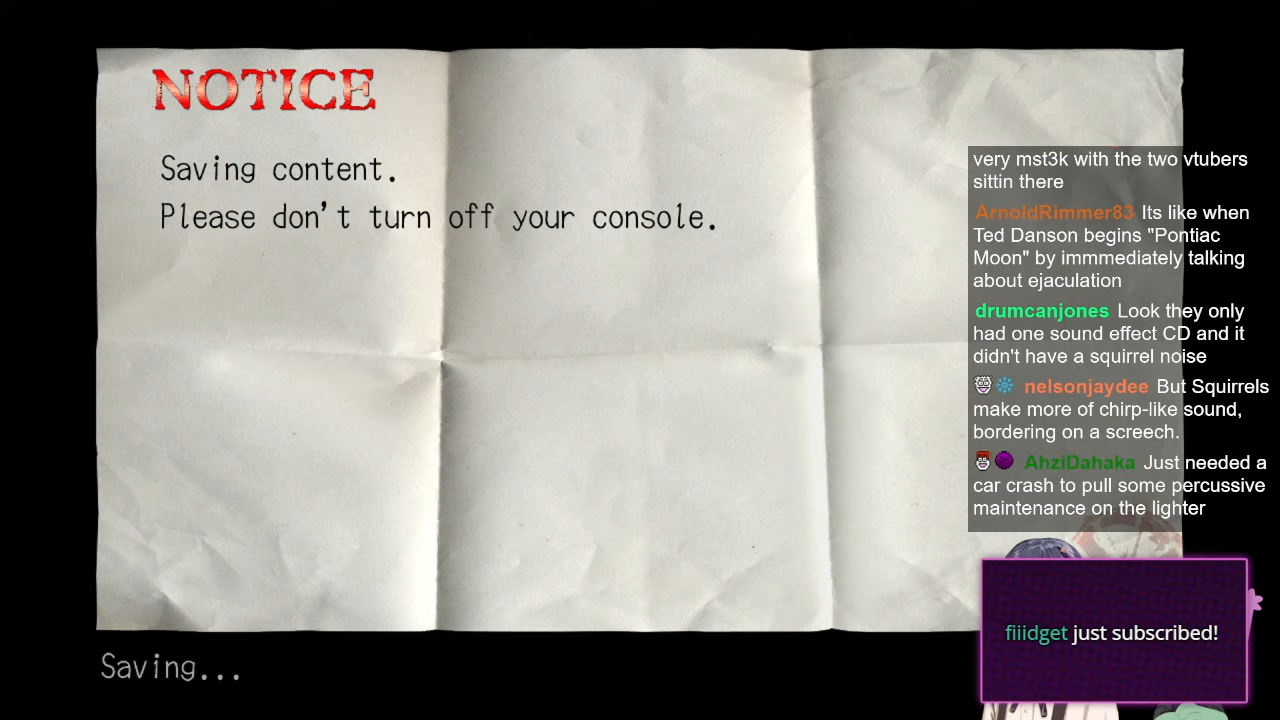 NOTICE
Saving content.
Please don't turn off your console.
Saving...
very mst3k with the two vtubers
sittin there
ArnoldRimmer83 Its like when
Ted Danson begins "Pontiac
Moon" by immmediately talking
about ejaculation
drumcanjones Look they only
had one sound effect CD and it
didn't have a squirrel noise
nelsonjaydee But Squirrels
make more of chirp-like sound,
bordering on a screech.
AhziDahaka Just needed a
car crash to pull some percussive
maintenance on the lighter
fiiidget just subscribed!